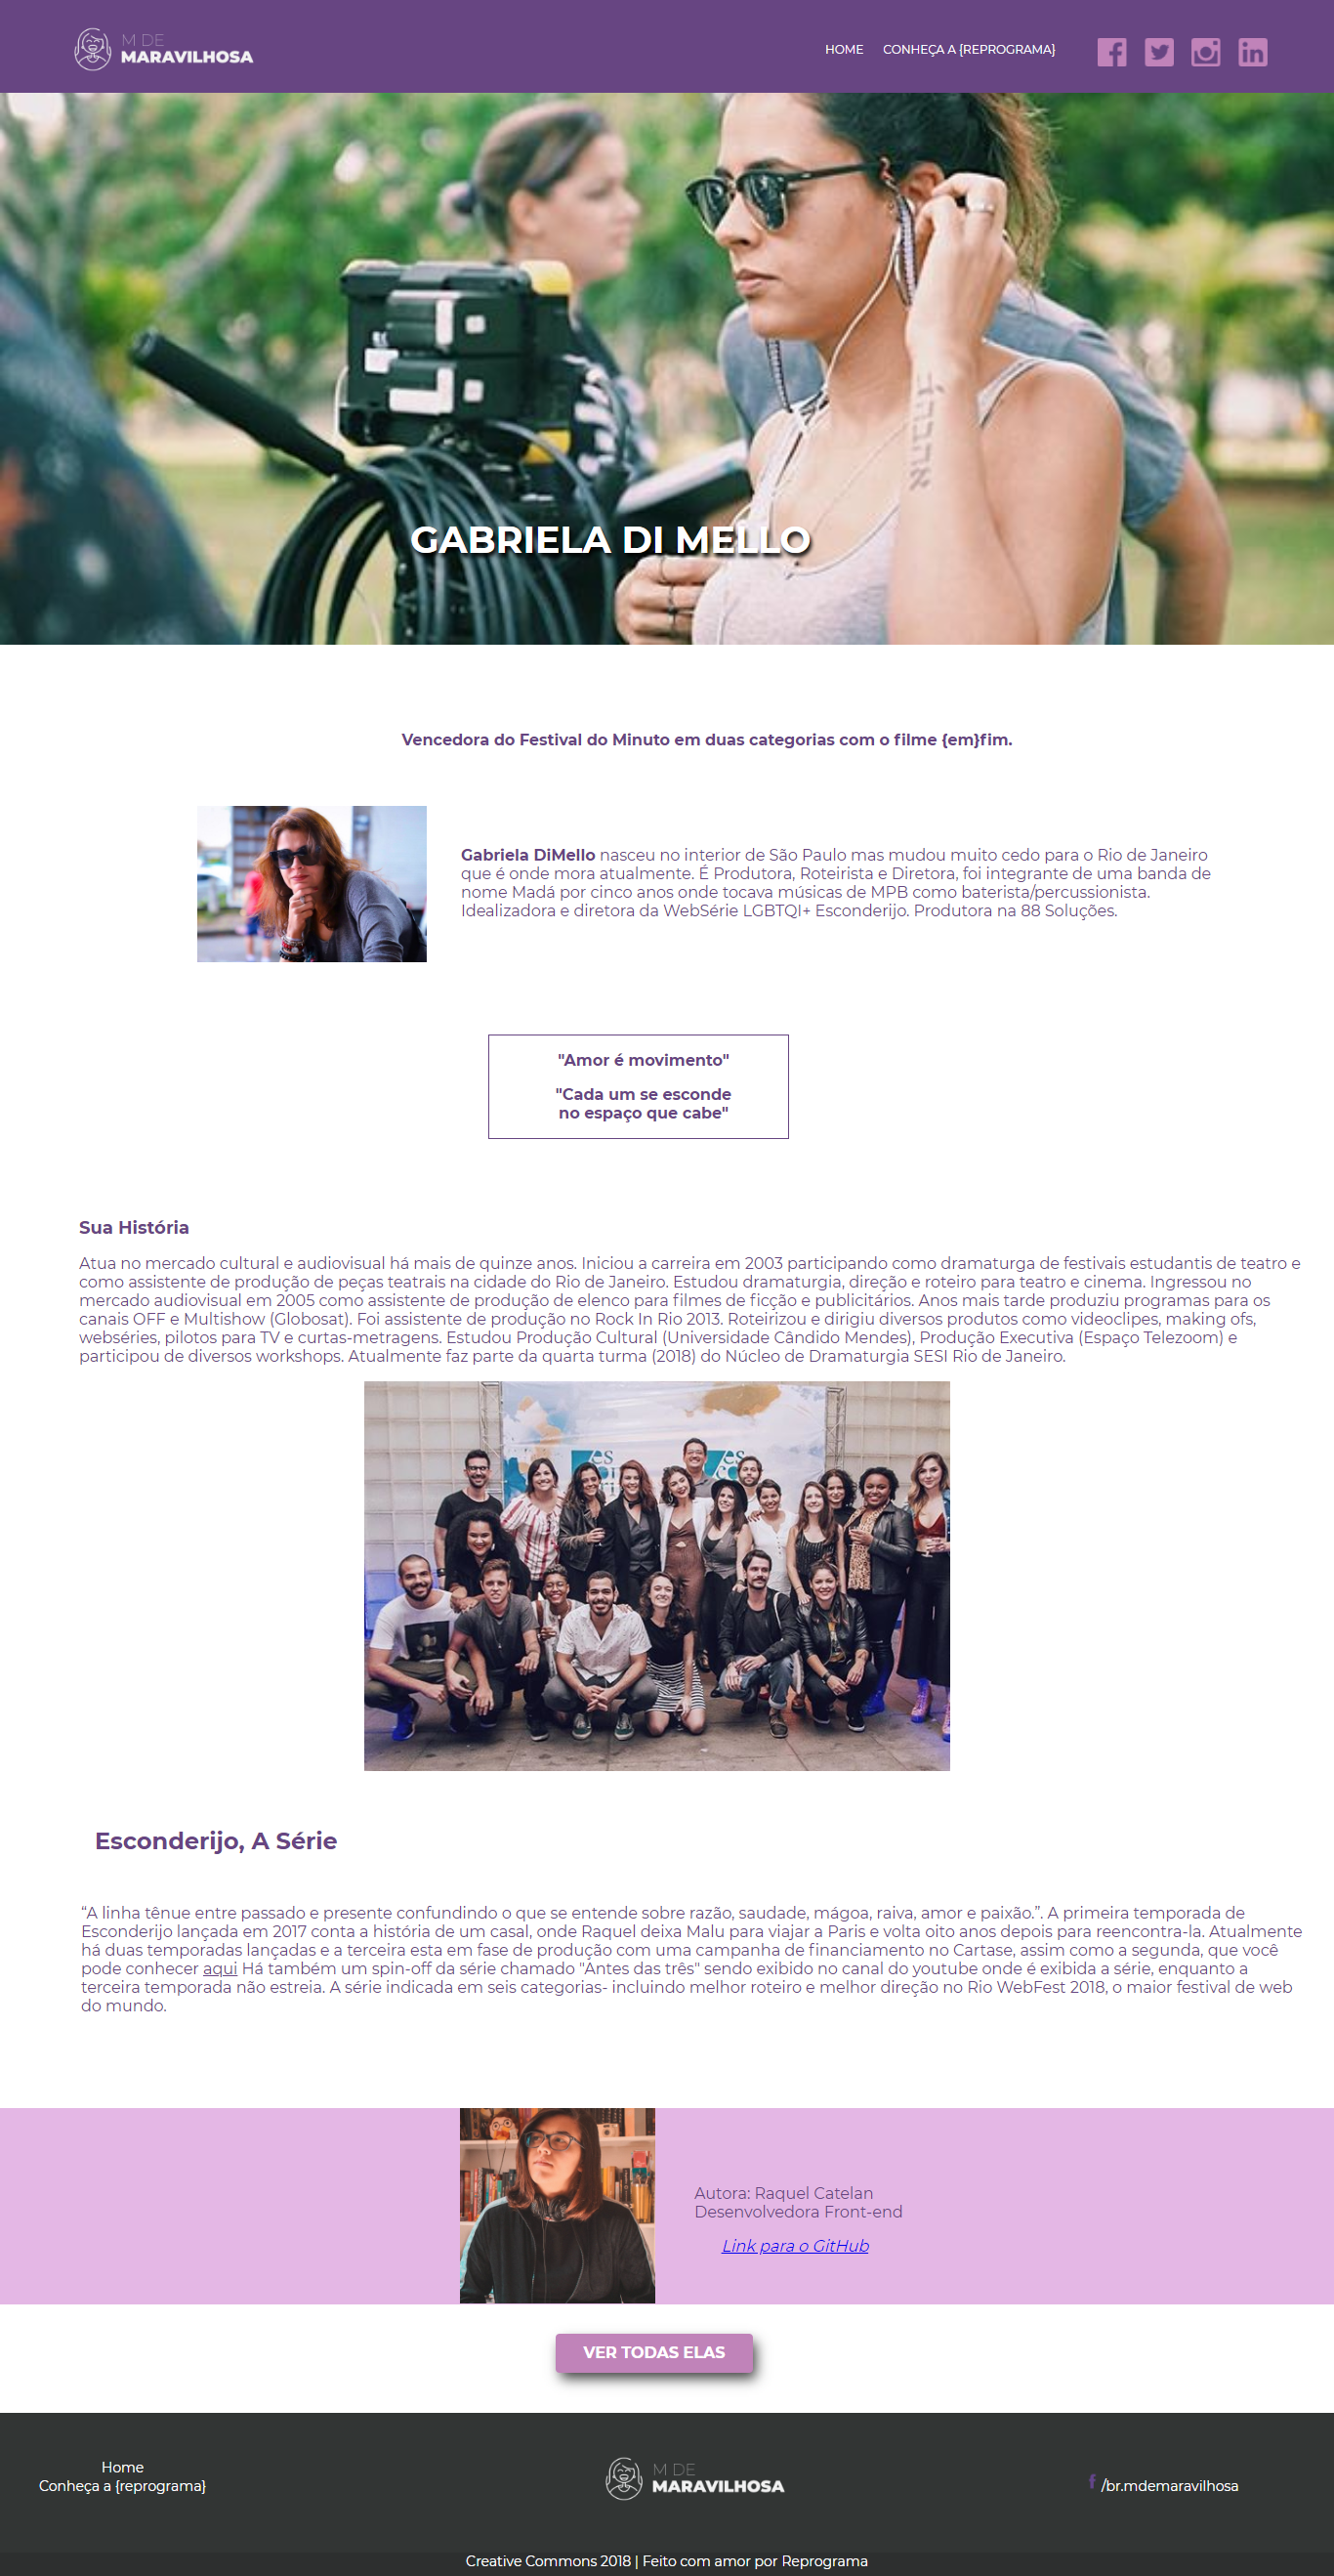 M DE
MARAVILHOSA
HOME CONHEÇA A {REPROGRAMA}
GABRIELA DI MELLO
Vencedora do Festival do Minuto em duas categorias com o filme {em}fim.
Gabriela DiMello nasceu no interior de São Paulo mas mudou muito cedo para o Rio de Janeiro
que é onde mora atualmente. É Produtora, Roteirista e Diretora, foi integrante de uma banda de
nome Madá por cinco anos onde tocava músicas de MPB como baterista/percussionista.
Idealizadora e diretora da WebSérie LGBTQI+ Esconderijo. Produtora na 88 Soluções.
"Amor é movimento"
"Cada um se esconde
no espaço que cabe"
Sua História
Atua no mercado cultural e audiovisual há mais de quinze anos. Iniciou a carreira em 2003 participando como dramaturga de festivais estudantis de teatro e
como assistente de produção de peças teatrais na cidade do Rio de Janeiro. Estudou dramaturgia, direção e roteiro para teatro e cinema. Ingressou no
mercado audiovisual em 2005 como assistente de produção de elenco para filmes de ficção e publicitários. Anos mais tarde produziu programas para os
canais OFF e Multishow (Globosat). Foi assistente de produção no Rock In Rio 2013. Roteirizou e dirigiu diversos produtos como videoclipes, making ofs,
webséries, pilotos para TV e curtas-metragens. Estudou Produção Cultural (Universidade Cândido Mendes), Produção Executiva (Espaço Telezoom) e
participou de diversos workshops. Atualmente faz parte da quarta turma (2018) do Núcleo de Dramaturgia SESI Rio de Janeiro.
Esconderijo, A Série
“A linha tênue entre passado e presente confundindo o que se entende sobre razão, saudade, mágoa, raiva, amor e paixão.”. A primeira temporada de
Esconderijo lançada em 2017 conta a história de um casal, onde Raquel deixa Malu para viajar a Paris e volta oito anos depois para reencontra-la. Atualmente
há duas temporadas lançadas e a terceira esta em fase de produção com uma campanha de financiamento no Cartase, assim como a segunda, que você
pode conhecer aqui Há também um spin-off da série chamado "Antes das três" sendo exibido no canal do youtube onde é exibida a série, enquanto a
terceira temporada não estreia. A série indicada em seis categorias- incluindo melhor roteiro e melhor direção no Rio WebFest 2018, o maior festival de web
do mundo.
Autora: Raquel Catelan
Desenvolvedora Front-end
Link para o GitHub
VER TODAS ELAS
Home
Conheça a {reprograma}
M DE
MARAVILHOSA
/br.mdemaravilhosa
Creative Commons 2018 | Feito com amor por Reprograma